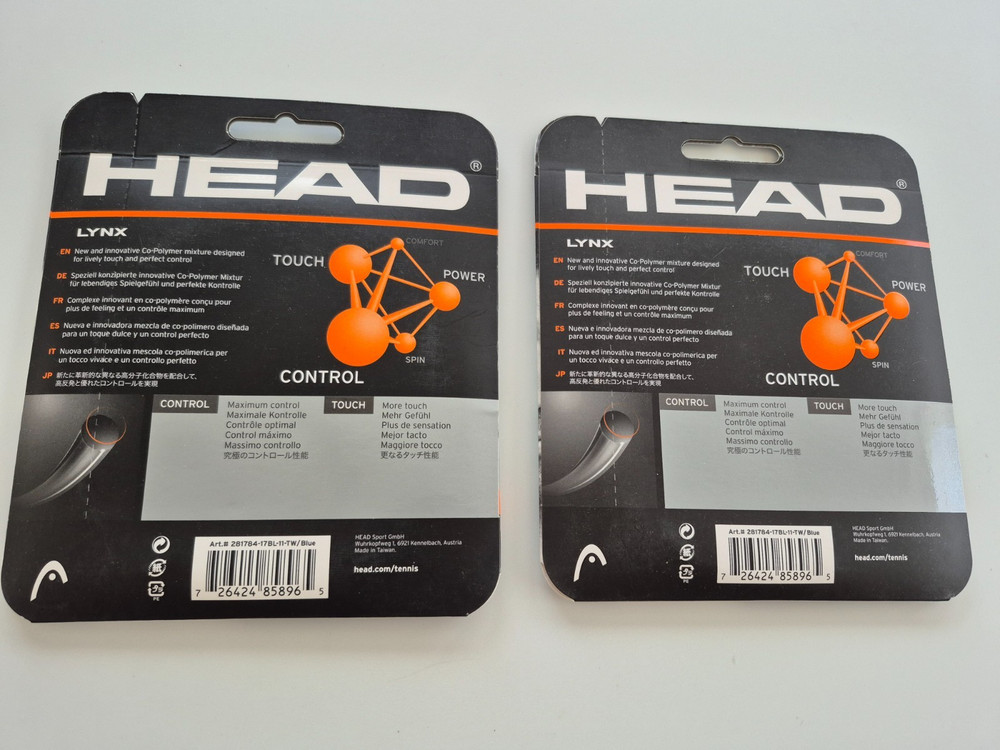 HEAD®
LYNX
EN New and innovative Co-Polymer mixture designed
for lively touch and perfect control
DE Speziell konzipierte innovative Co-Polymer Mixtur
für lebendiges Spielgefühl und perfekte Kontrolle
FR Complexe innovant en co-polymère conçu pour
plus de feeling et un contrôle maximum
ES Nueva e innovadora mezcla de co-polimero diseñada
para un toque dulce y un control perfecto
IT Nuova ed innovativa mescola co-polimerica per
un tocco vivace e un controllo perfetto
JP 新たに革新的な異なる高分子化合物を配合して、
高反発と優れたコントロールを実現
COMFORT
TOUCH
POWER
SPIN
CONTROL
CONTROL
Maximum control
Maximale Kontrolle
Contrôle optimal
Control máximo
Massimo controllo
究極のコントロール性能
TOUCH
More touch
Mehr Gefühl
Plus de sensation
Mejor tacto
Maggiore tocco
更なるタッチ性能
紙
プラ
PE
Art.# 281784-17BL-11-TW/Blue
7 26424 85896 5
HEAD Sport GmbH
Wuhrkopfweg 1, 6921 Kennelbach, Austria
Made in Taiwan.
head.com/tennis
HEAD®
LYNX
EN New and innovative Co-Polymer mixture designed
for lively touch and perfect control
DE Speziell konzipierte innovative Co-Polymer Mixtur
für lebendiges Spielgefühl und perfekte Kontrolle
FR Complexe innovant en co-polymère conçu pour
plus de feeling et un contrôle maximum
ES Nueva e innovadora mezcla de co-polimero diseñada
para un toque dulce y un control perfecto
IT Nuova ed innovativa mescola co-polimerica per
un tocco vivace e un controllo perfetto
JP 新たに革新的な異なる高分子化合物を配合して、
高反発と優れたコントロールを実現
COMFORT
TOUCH
POWER
SPIN
CONTROL
CONTROL
Maximum control
Maximale Kontrolle
Contrôle optimal
Control máximo
Massimo controllo
究極のコントロール性能
TOUCH
More touch
Mehr Gefühl
Plus de sensation
Mejor tacto
Maggiore tocco
更なるタッチ性能
紙
プラ
PE
Art.# 281784-17BL-11-TW/Blue
7 26424 85896 5
HEAD Sport GmbH
Wuhrkopfweg 1, 6921 Kennelbach, Austria
Made in Taiwan.
head.com/tennis